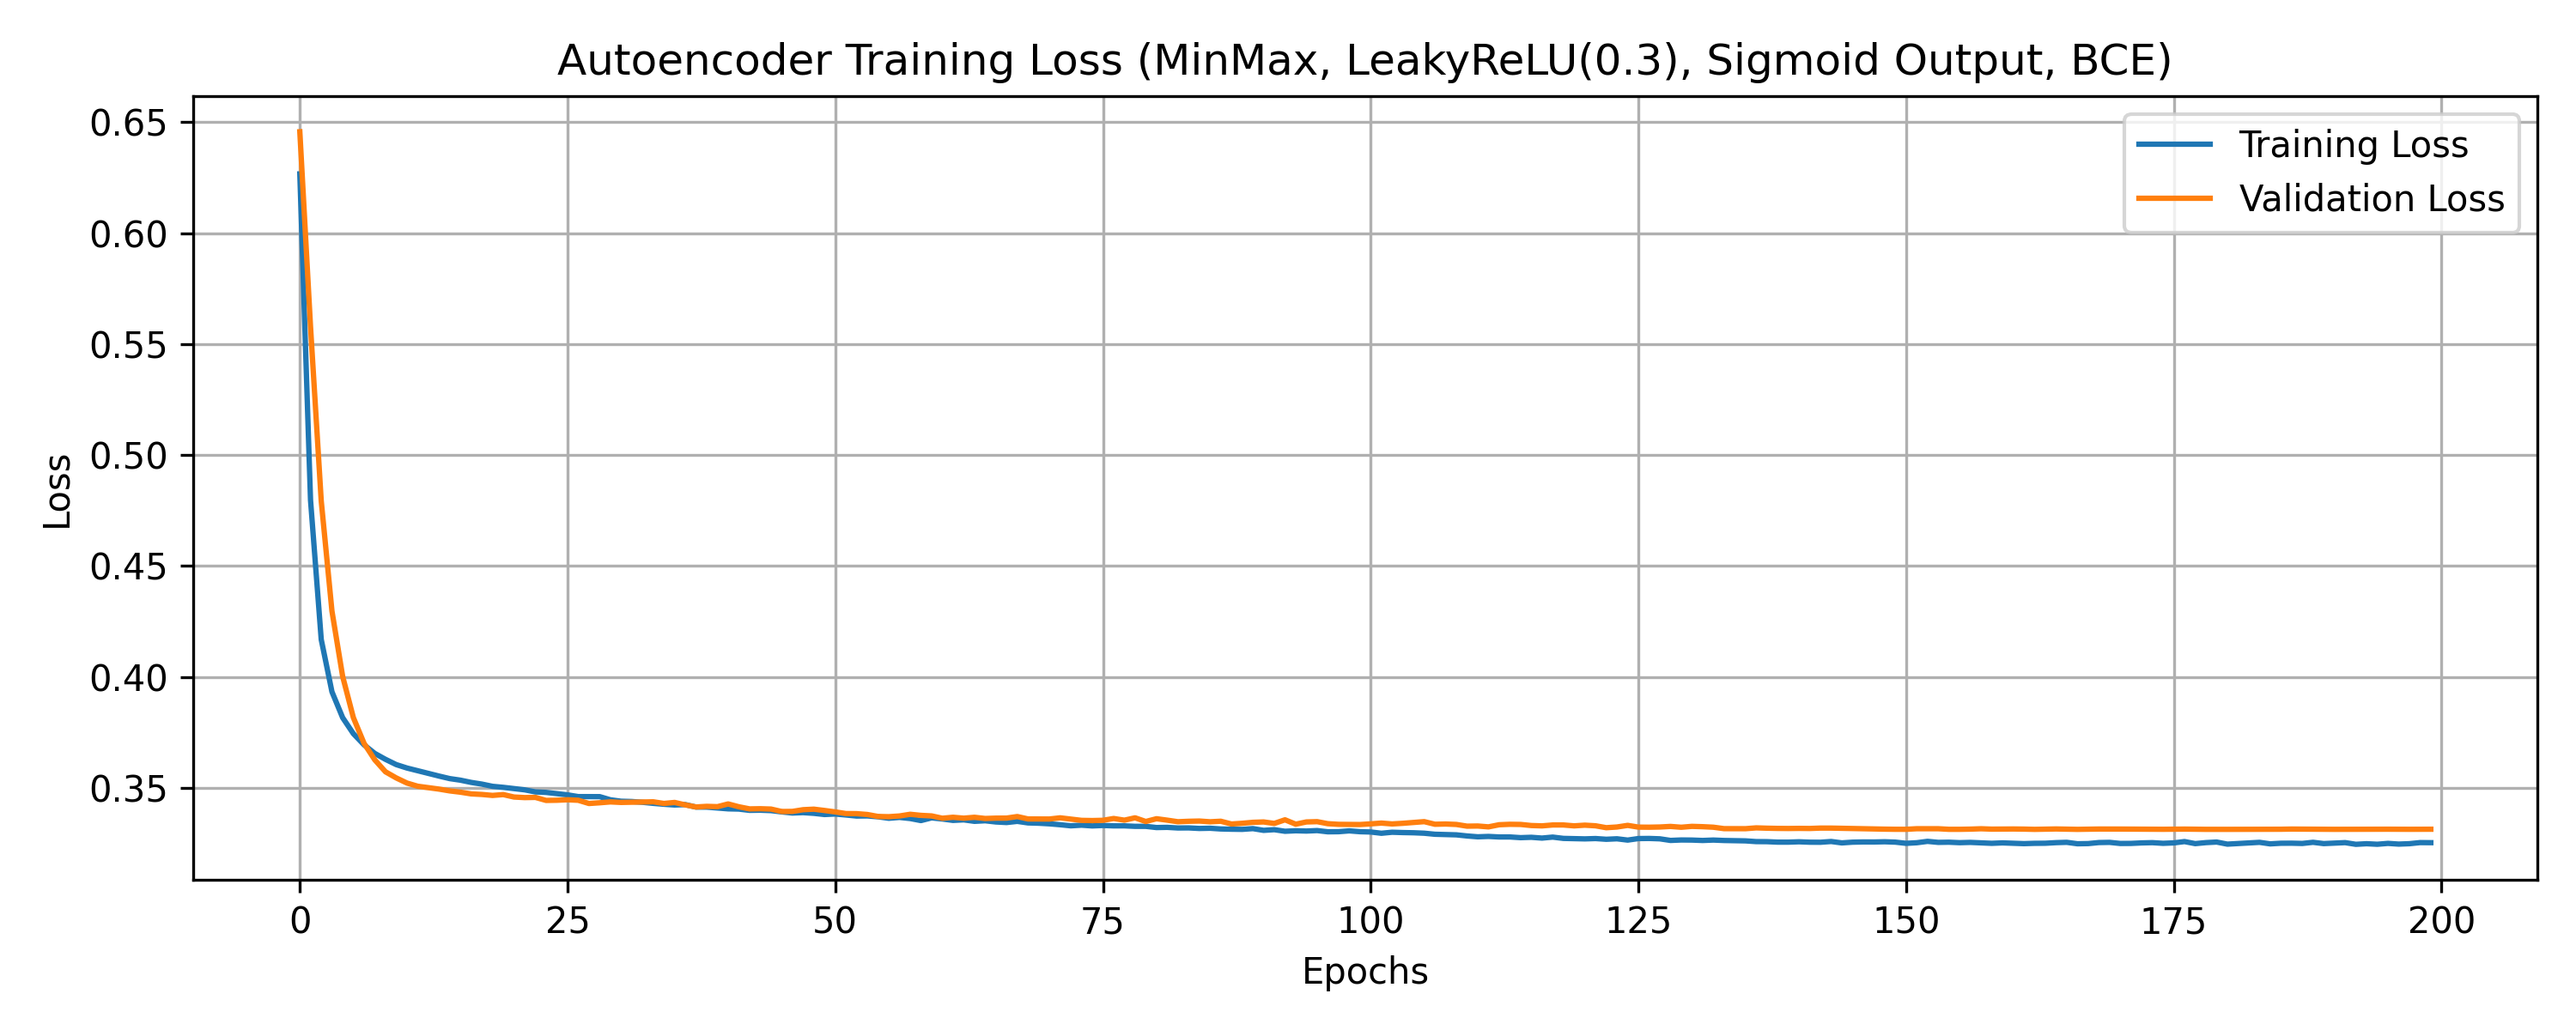 Autoencoder Training Loss (MinMax, LeakyReLU(0.3), Sigmoid Output, BCE)
Training Loss
Validation Loss
Loss
0.65
0.60
0.55
0.50
0.45
0.40
0.35
0 25 50 75 100 125 150 175 200
Epochs